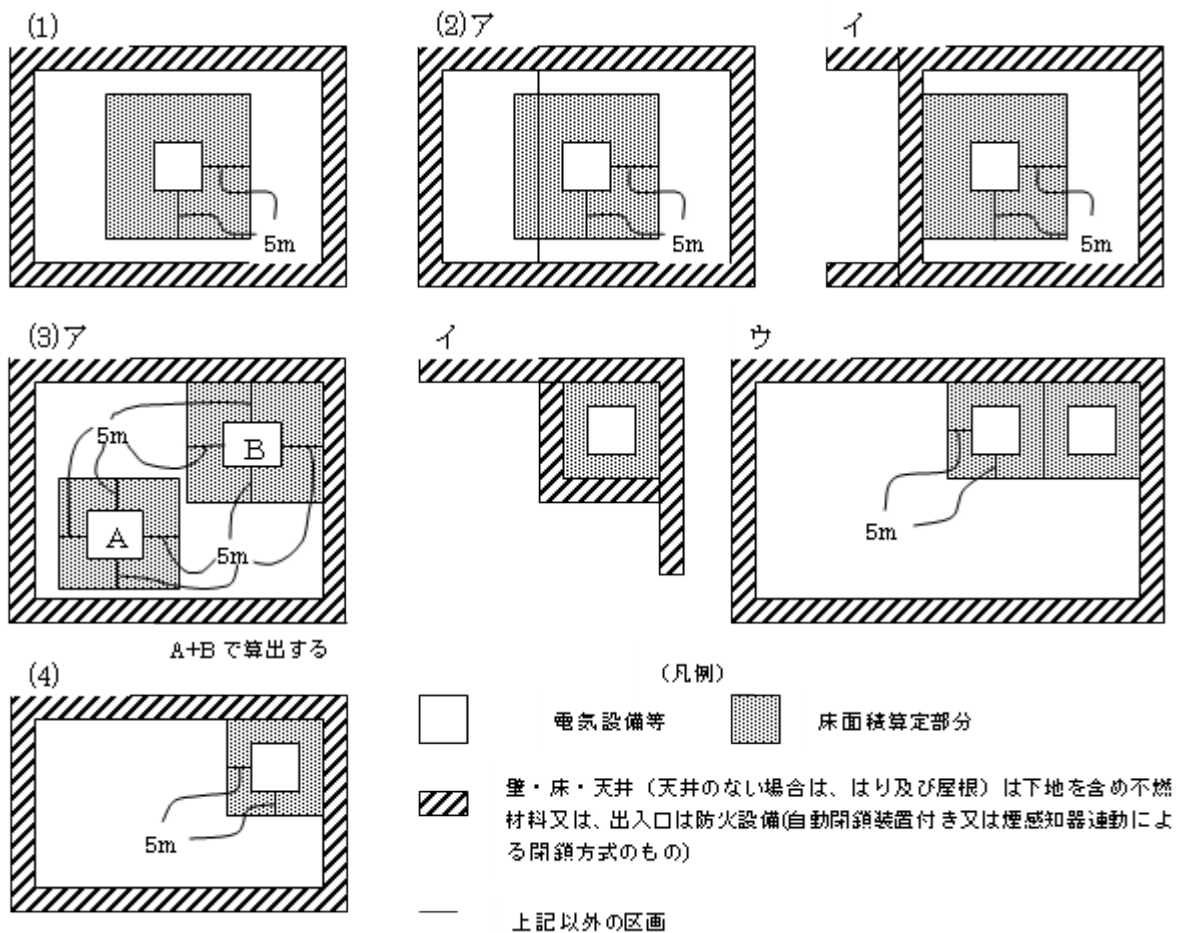 (1)
(2)ア
イ
5m
5m
5m
(3)ア
イ
ウ
5m
B
A
5m
5m
A+B で算出する
(4)
5m
(凡例)
電気設備等
床面積算定部分
壁・床・天井(天井のない場合は、はり及び屋根)は下地を含め不燃
材料又は、出入口は防火設備(自動閉鎖装置付き又は煙感知器連動によ
る閉鎖方式のもの)
上記以外の区画